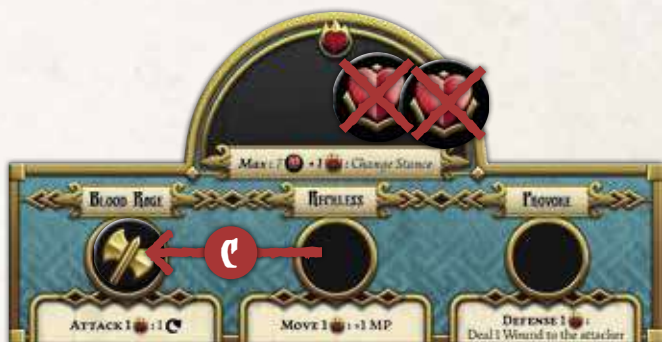 Max: 7 + 1 : Change Stance
BLOOD RAGE RECKLESS PROVOKE
ATTACK 1 : 1
MOVE 1 : +1 MP
DEFENSE 1 :
Deal 1 Wound to the attacker